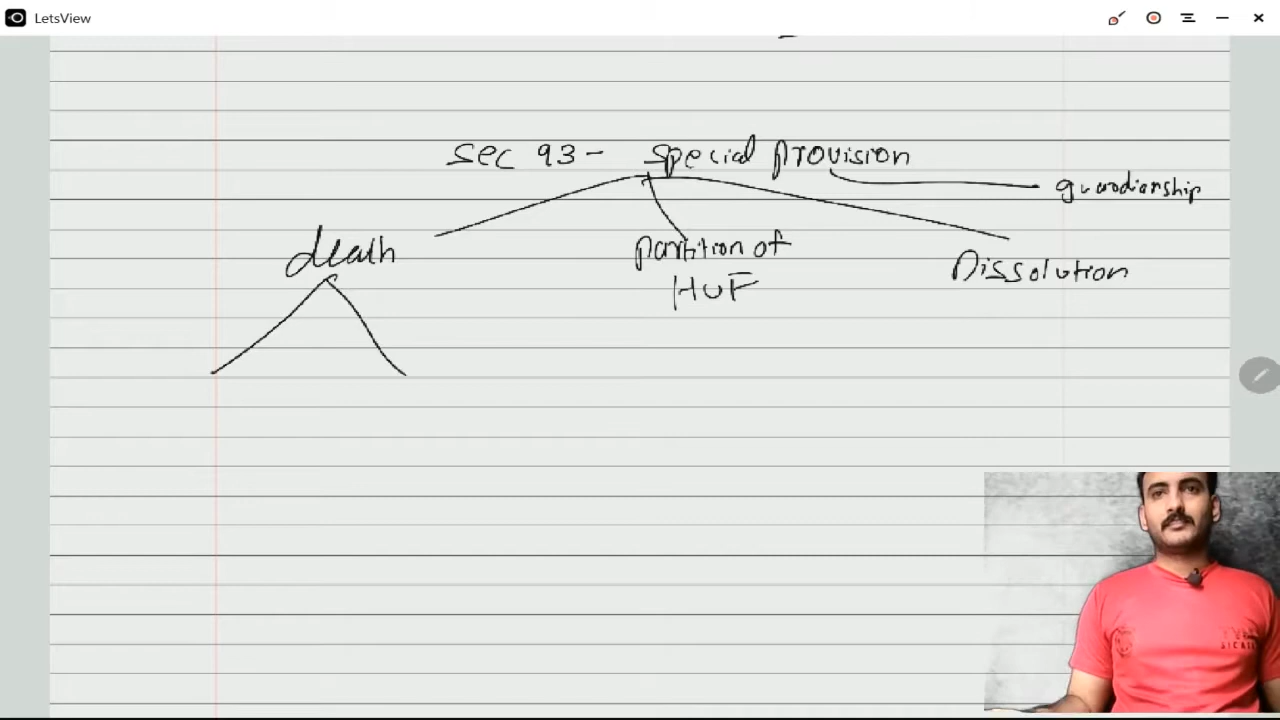 LetsView
Sec 93 - Special provision
guardianship
death
partition of
HUF
Dissolution